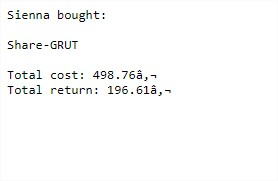 Sienna bought:
Share-GRUT
Total cost: 498.76â‚¬
Total return: 196.61â‚¬